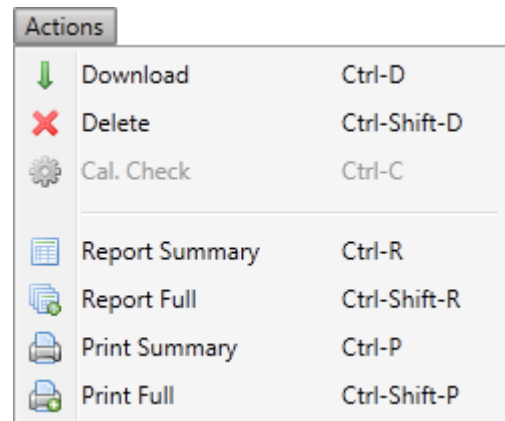 Actions
Download Ctrl-D
Delete Ctrl-Shift-D
Cal. Check Ctrl-C
Report Summary Ctrl-R
Report Full Ctrl-Shift-R
Print Summary Ctrl-P
Print Full Ctrl-Shift-P